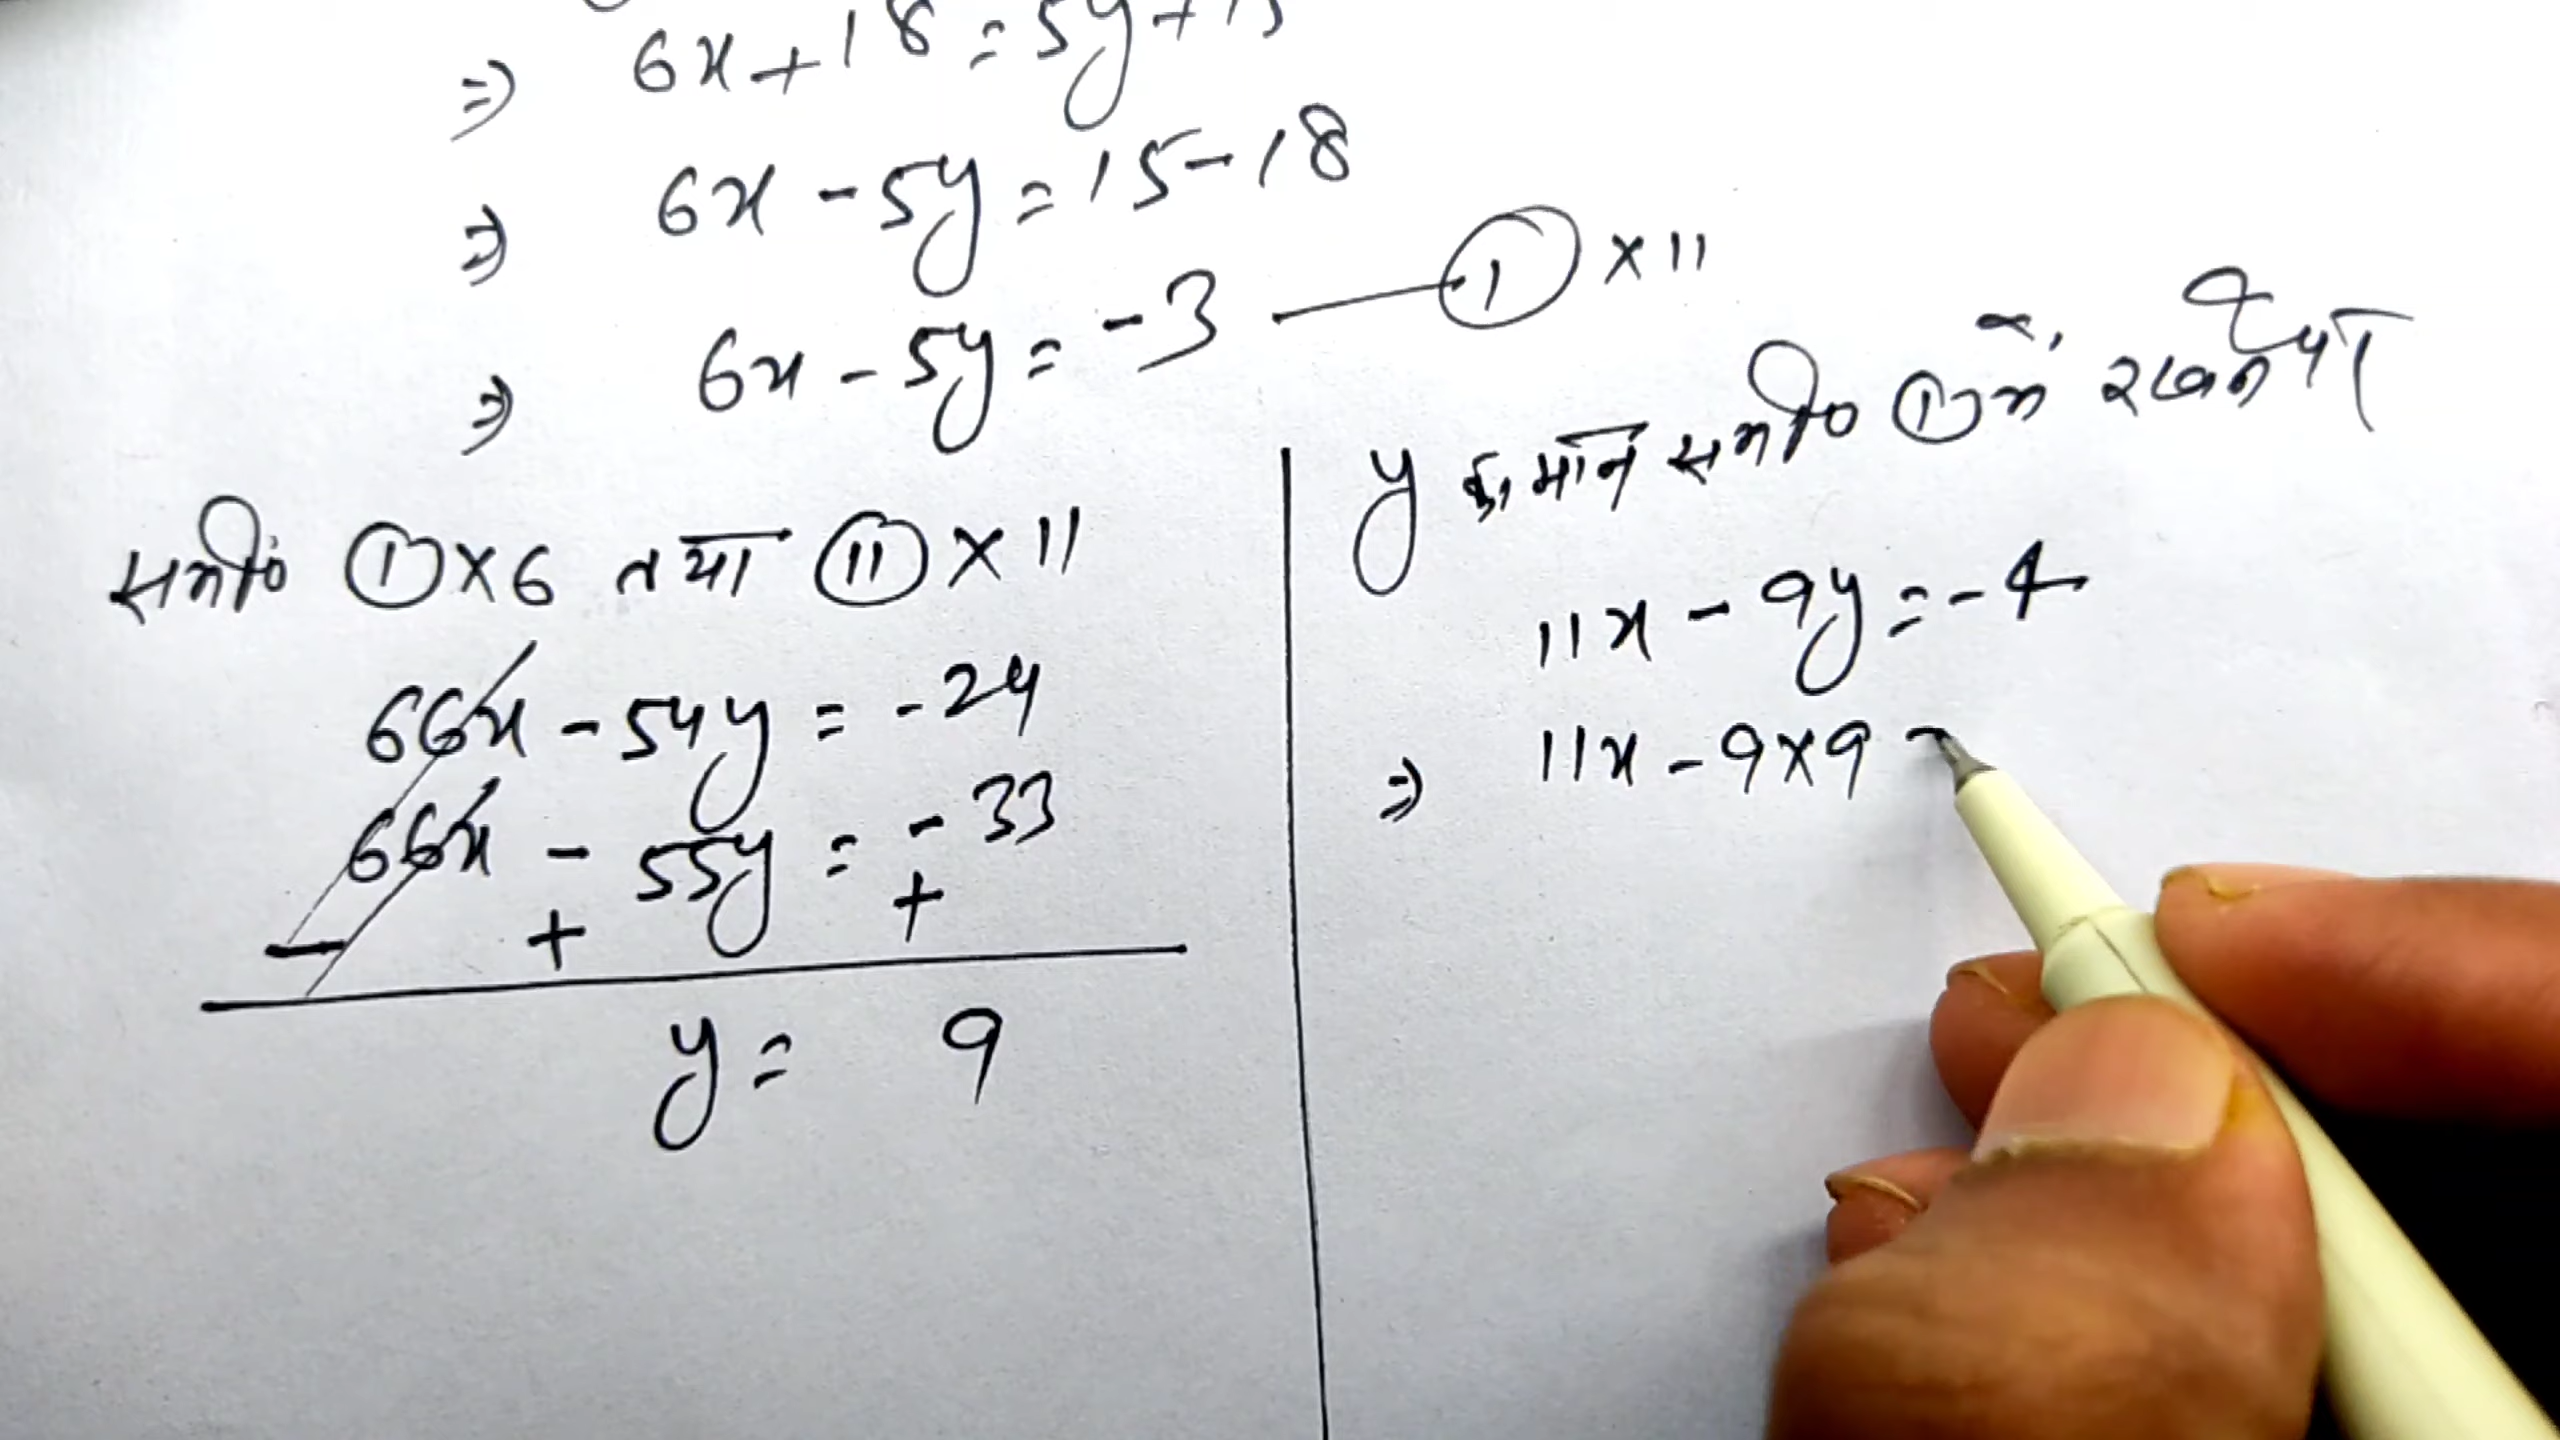 ⇒ 6x + 18 = 5y + 15
⇒ 6x - 5y = 15 - 18
⇒ 6x - 5y = -3 — ① × 11
समी० ① × 6 तथा ⑪ × 11
66x - 54y = -24
66x - 55y = -33
- + +
y = 9
y का मान समी० ① में रखने पर
11x - 9y = -4
⇒ 11x - 9×9